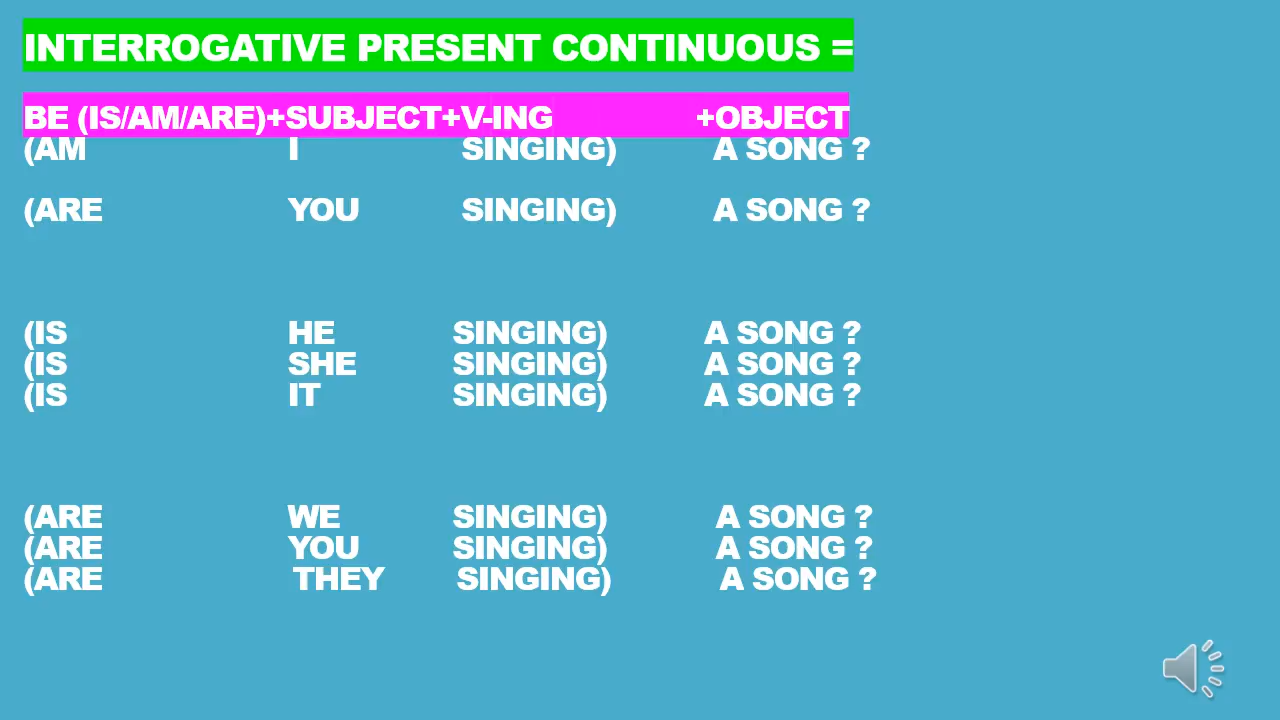 INTERROGATIVE PRESENT CONTINUOUS =
BE (IS/AM/ARE)+SUBJECT+V-ING +OBJECT
(AM I SINGING) A SONG ?
(ARE YOU SINGING) A SONG ?
(IS HE SINGING) A SONG ?
(IS SHE SINGING) A SONG ?
(IS IT SINGING) A SONG ?
(ARE WE SINGING) A SONG ?
(ARE YOU SINGING) A SONG ?
(ARE THEY SINGING) A SONG ?